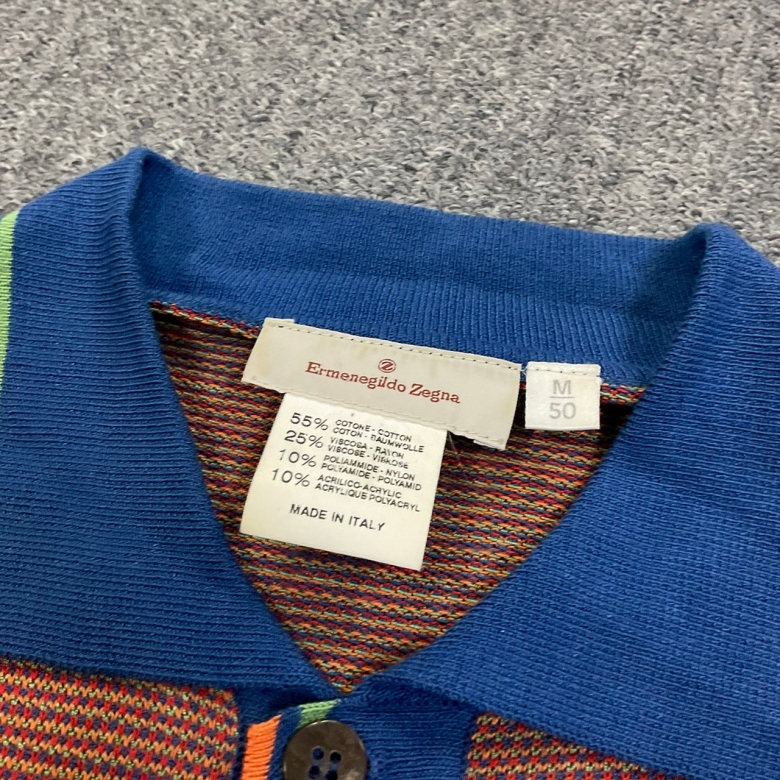 Ermenegildo Zegna
M
50
55% COTONE - COTTON
COTON - BAUMWOLLE
25% VISCOSA - RAYON
VISCOSE - VISKOSE
10% POLIAMMIDE - NYLON
POLYAMIDE - POLYAMID
10% ACRILICO-ACRYLIC
ACRYLIQUE POLYACRYL
MADE IN ITALY